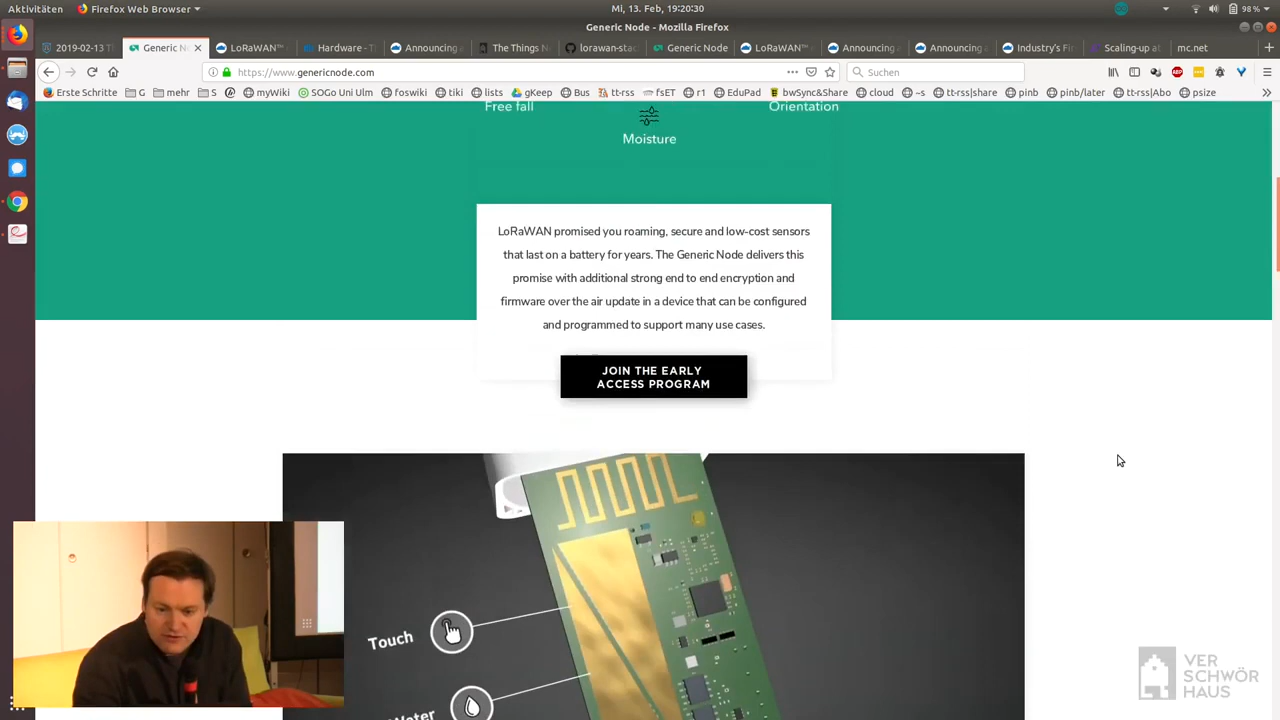 Aktivitäten
Firefox Web Browser
Mi, 13. Feb, 19:20:30
98%
Generic Node - Mozilla Firefox
2019-02-13 T
Generic No
LoRaWAN™
Hardware - T
Announcing
The Things N
lorawan-stac
Generic Node
LoRaWAN™
Announcing
Announcing
Industry's Fi
Scaling-up at
mc.net
https://www.genericnode.com
Suchen
Erste Schritte
G
mehr
S
@
myWiki
SOGo Uni Ulm
foswiki
tiki
lists
gKeep
Bus
tt-rss
fsET
r1
EduPad
bwSync&Share
cloud
~s
tt-rss|share
pinb
pinb/later
tt-rss|Abo
psize
Free fall
Orientation
Moisture
LoRaWAN promised you roaming, secure and low-cost sensors
that last on a battery for years. The Generic Node delivers this
promise with additional strong end to end encryption and
firmware over the air update in a device that can be configured
and programmed to support many use cases.
JOIN THE EARLY
ACCESS PROGRAM
Touch
Water
VER
SCHWÖR
HAUS